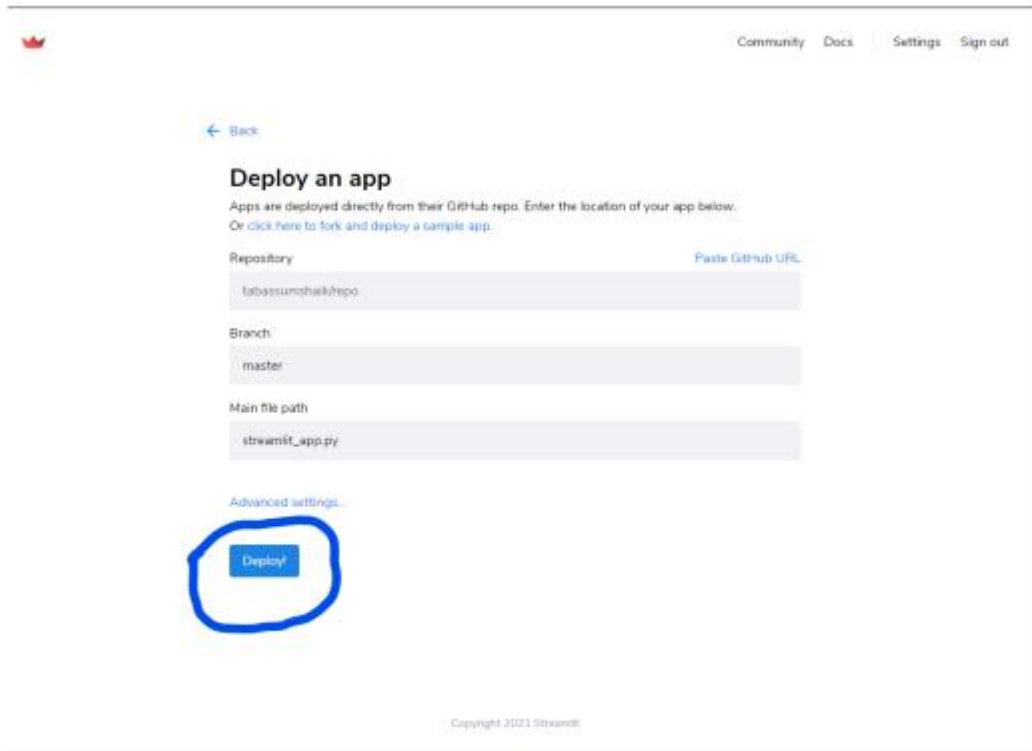 Community Docs Settings Sign out
← Back
Deploy an app
Apps are deployed directly from their GitHub repo. Enter the location of your app below.
Or click here to fork and deploy a sample app.
Repository Paste GitHub URL
tabassumshaik/repo
Branch
master
Main file path
streamlit_app.py
Advanced settings...
Deploy!
Copyright 2021 Streamlit